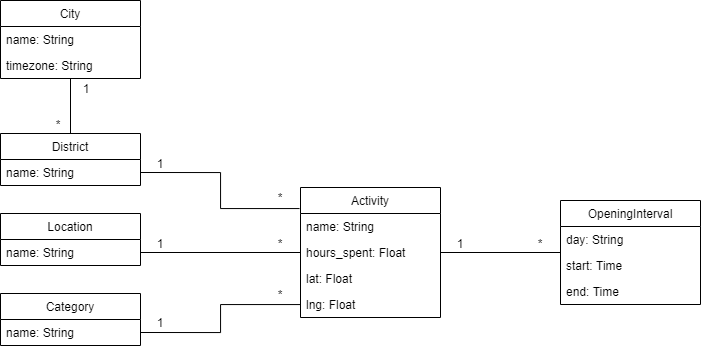 City
name: String
timezone: String
1
*
District
name: String
1
*
Location
name: String
1
*
Category
name: String
1
*
Activity
name: String
hours_spent: Float
lat: Float
lng: Float
1
*
OpeningInterval
day: String
start: Time
end: Time